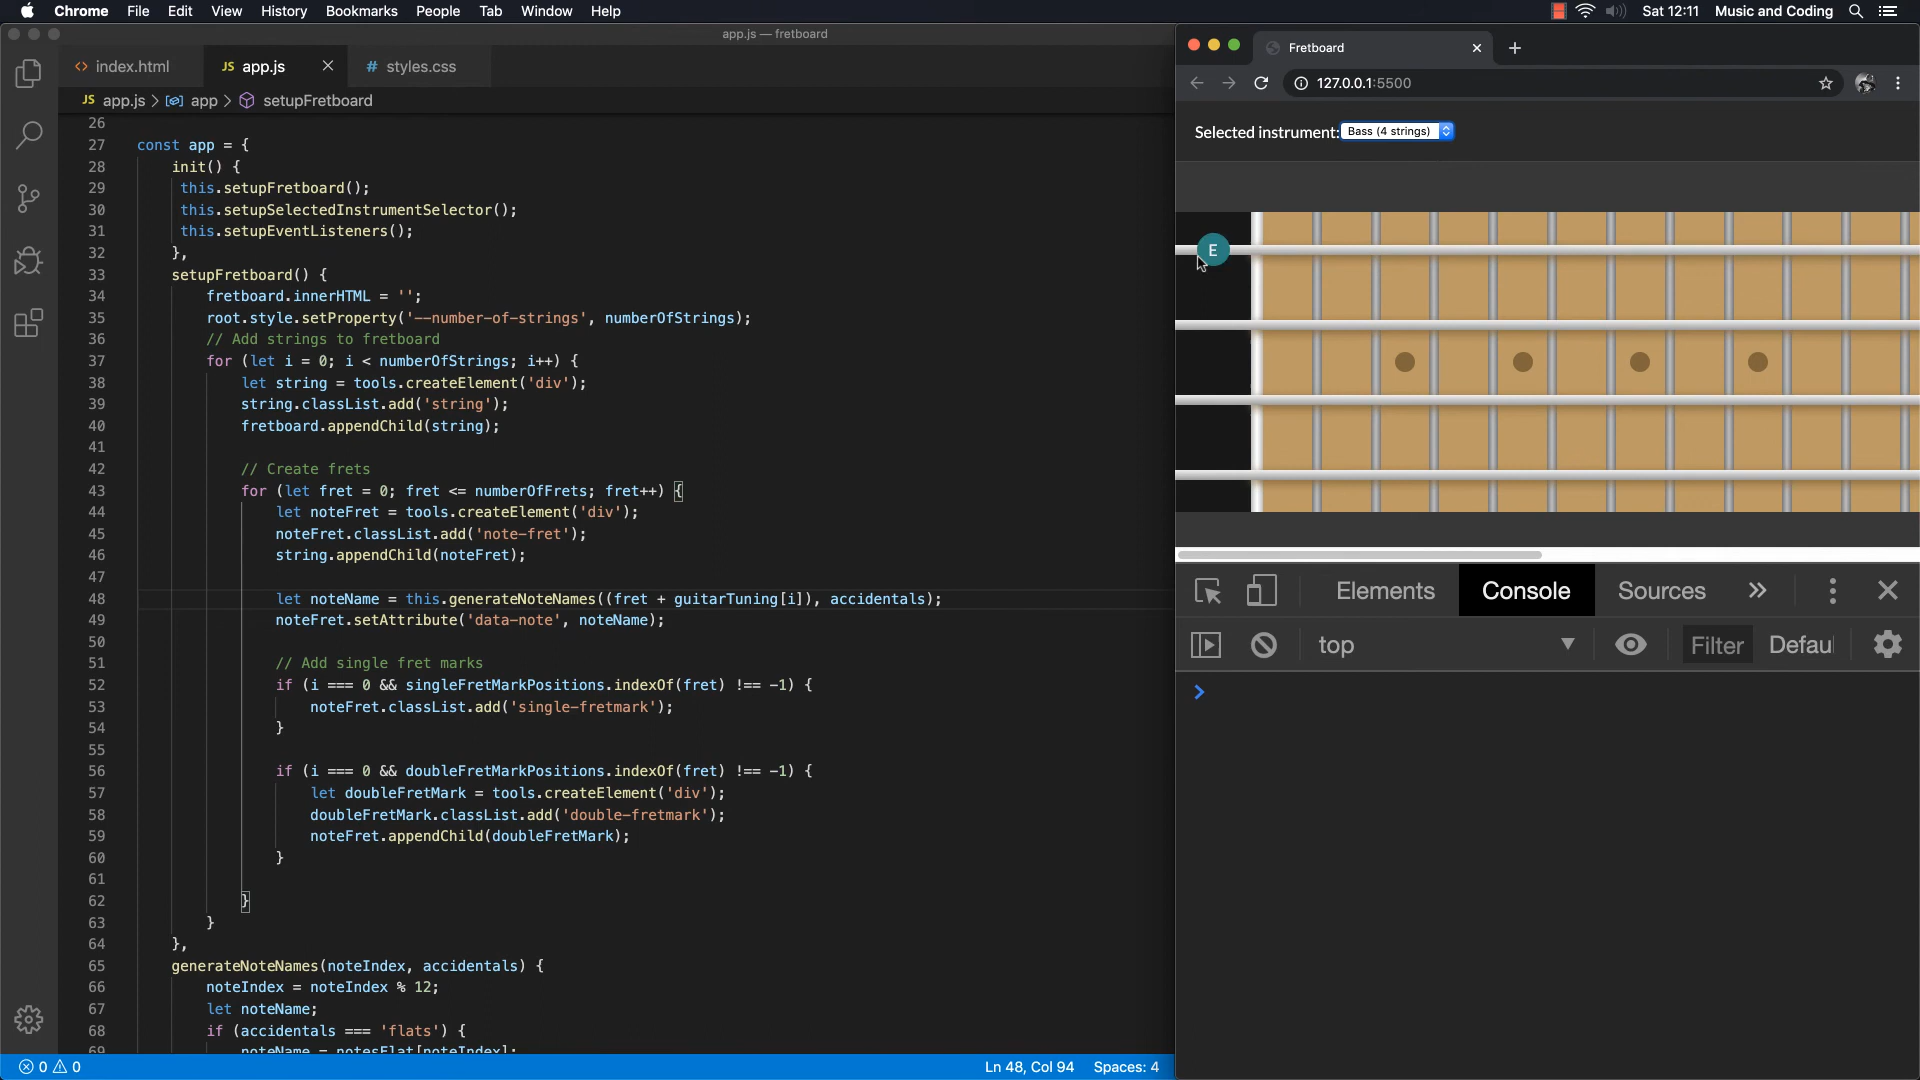 Chrome File Edit View History Bookmarks People Tab Window Help Sat 12:11 Music and Coding
app.js — fretboard
index.html JS app.js # styles.css
JS app.js > app > setupFretboard
26
27 const app = {
28 init() {
29 this.setupFretboard();
30 this.setupSelectedInstrumentSelector();
31 this.setupEventListeners();
32 },
33 setupFretboard() {
34 fretboard.innerHTML = '';
35 root.style.setProperty('--number-of-strings', numberOfStrings);
36 // Add strings to fretboard
37 for (let i = 0; i < numberOfStrings; i++) {
38 let string = tools.createElement('div');
39 string.classList.add('string');
40 fretboard.appendChild(string);
41
42 // Create frets
43 for (let fret = 0; fret <= numberOfFrets; fret++) {
44 let noteFret = tools.createElement('div');
45 noteFret.classList.add('note-fret');
46 string.appendChild(noteFret);
47
48 let noteName = this.generateNoteNames((fret + guitarTuning[i]), accidentals);
49 noteFret.setAttribute('data-note', noteName);
50
51 // Add single fret marks
52 if (i === 0 && singleFretMarkPositions.indexOf(fret) !== -1) {
53 noteFret.classList.add('single-fretmark');
54 }
55
56 if (i === 0 && doubleFretMarkPositions.indexOf(fret) !== -1) {
57 let doubleFretMark = tools.createElement('div');
58 doubleFretMark.classList.add('double-fretmark');
59 noteFret.appendChild(doubleFretMark);
60 }
61
62 }
63 }
64 },
65 generateNoteNames(noteIndex, accidentals) {
66 noteIndex = noteIndex % 12;
67 let noteName;
68 if (accidentals === 'flats') {
69 noteName = notesFlat[noteIndex];
0 0 Ln 48, Col 94 Spaces: 4
Fretboard
127.0.0.1:5500
Selected instrument: Bass (4 strings)
E
Elements Console Sources »
top Filter Defaul